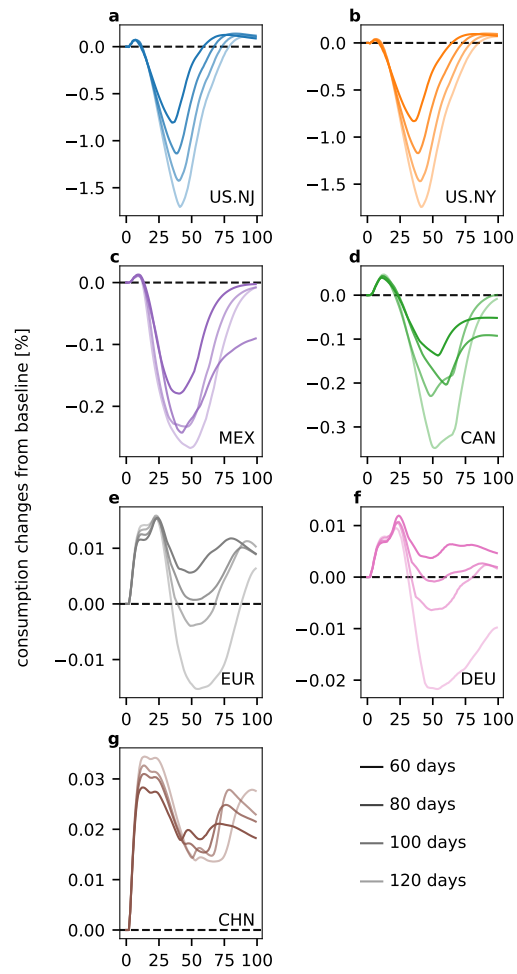 a
b
0.0
−0.5
−1.0
−1.5
US.NJ
0 25 50 75 100
0.0
−0.5
−1.0
−1.5
US.NY
0 25 50 75 100
c
d
0.0
−0.1
−0.2
MEX
0 25 50 75 100
0.0
−0.1
−0.2
−0.3
CAN
0 25 50 75 100
consumption changes from baseline [%]
e
f
0.01
0.00
−0.01
EUR
0 25 50 75 100
0.01
0.00
−0.01
−0.02
DEU
0 25 50 75 100
g
0.03
0.02
0.01
0.00
CHN
0 25 50 75 100
60 days
80 days
100 days
120 days